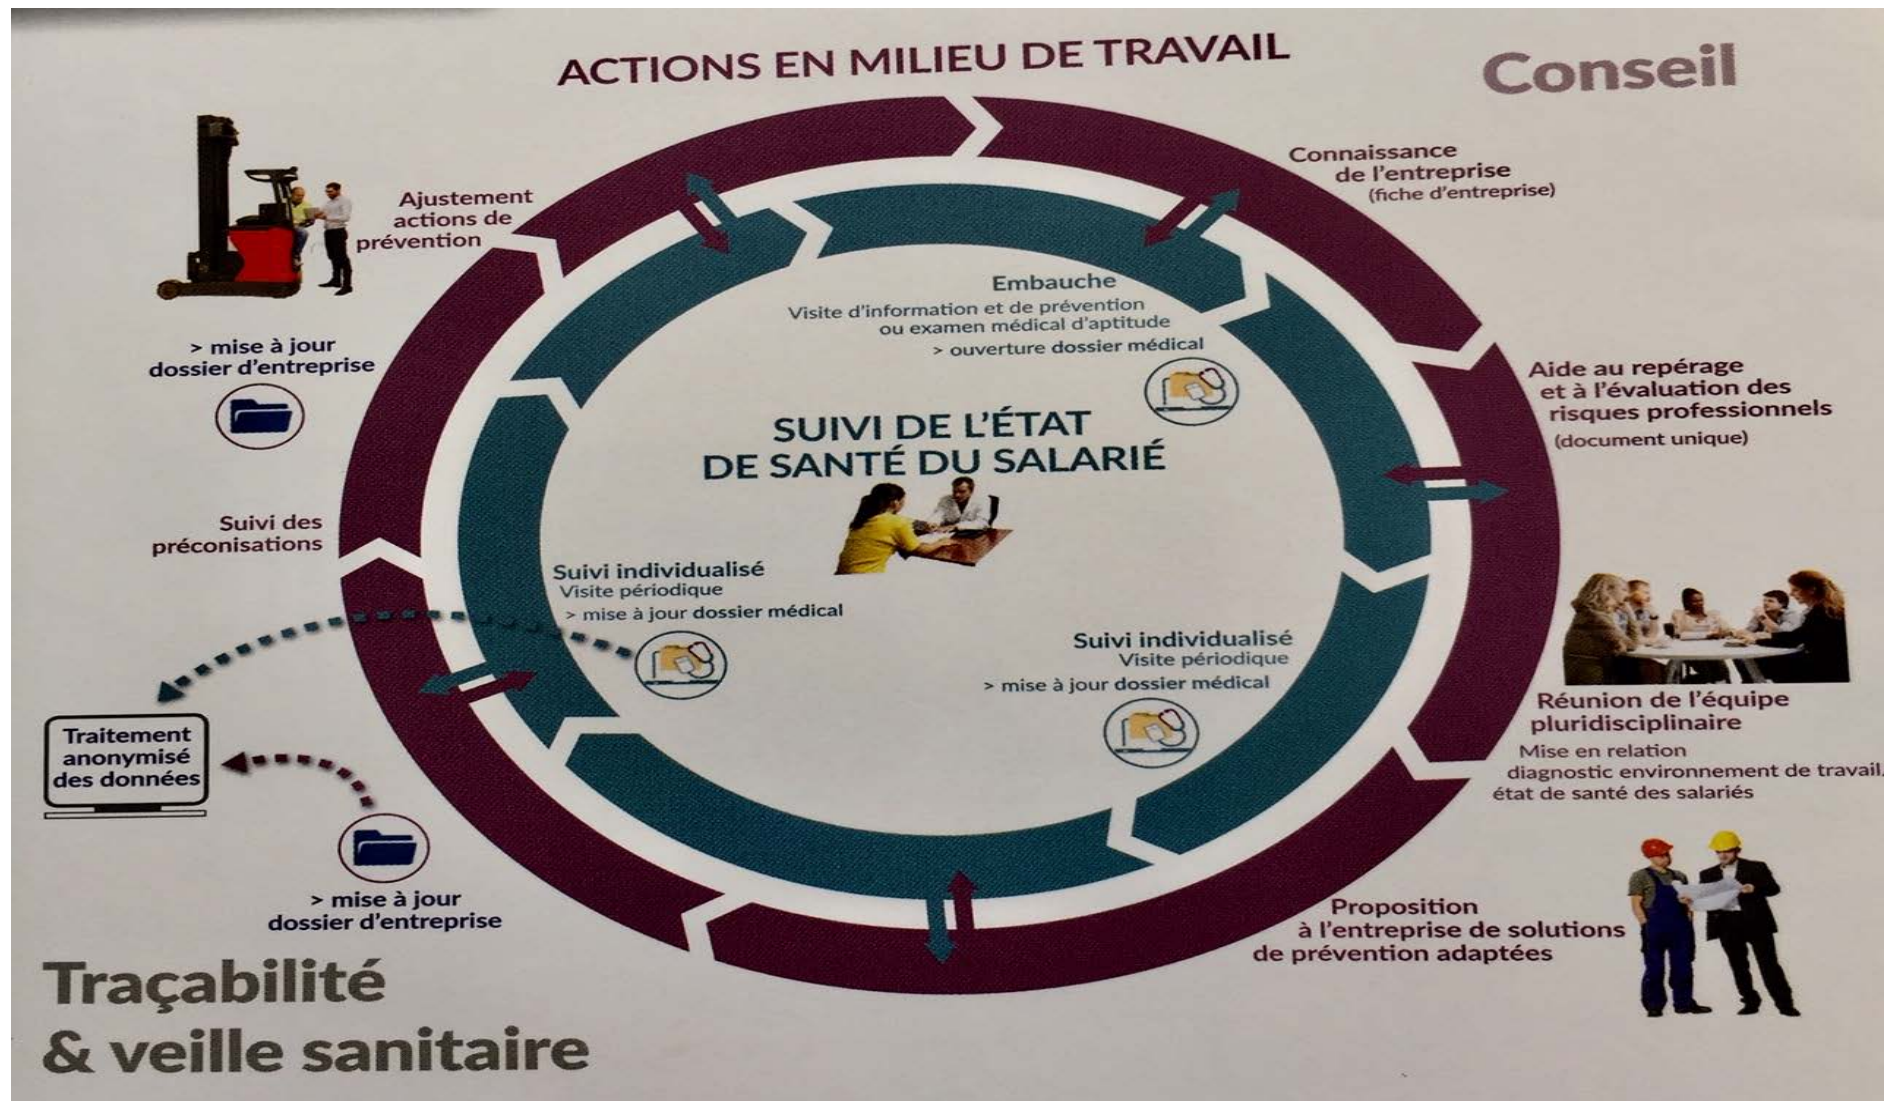 ACTIONS EN MILIEU DE TRAVAIL
Conseil
Connaissance
de l'entreprise
(fiche d'entreprise)
Aide au repérage
et à l'évaluation des
risques professionnels
(document unique)
Réunion de l'équipe
pluridisciplinaire
Mise en relation
diagnostic environnement de travail,
état de santé des salariés
Proposition
à l'entreprise de solutions
de prévention adaptées
> mise à jour
dossier d'entreprise
Traitement
anonymisé
des données
Suivi des
préconisations
> mise à jour
dossier d'entreprise
Ajustement
actions de
prévention
Embauche
Visite d'information et de prévention
ou examen médical d'aptitude
> ouverture dossier médical
SUIVI DE L'ÉTAT
DE SANTÉ DU SALARIÉ
Suivi individualisé
Visite périodique
> mise à jour dossier médical
Suivi individualisé
Visite périodique
> mise à jour dossier médical
Traçabilité
& veille sanitaire